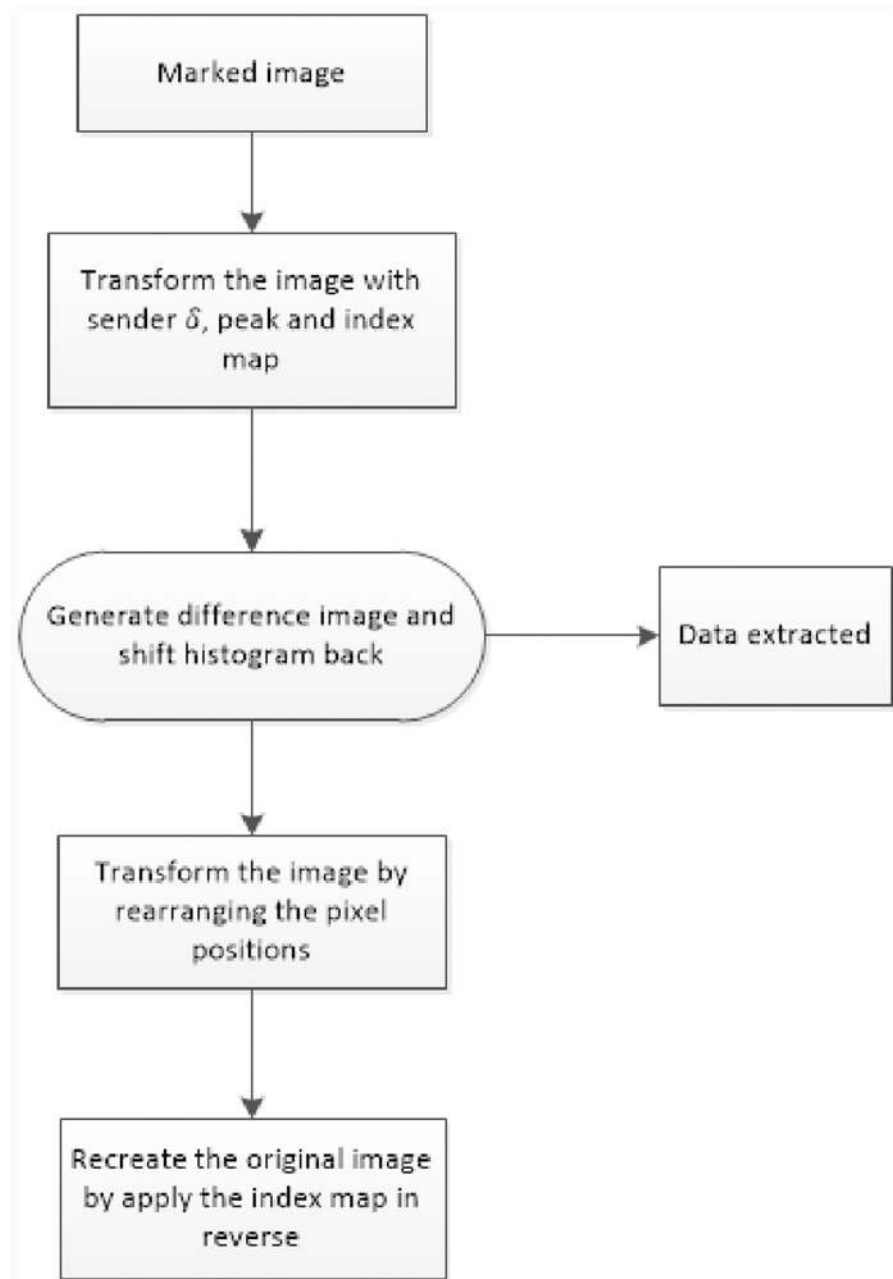 Marked image
Transform the image with
sender δ, peak and index
map
Generate difference image and
shift histogram back
Data extracted
Transform the image by
rearranging the pixel
positions
Recreate the original image
by apply the index map in
reverse